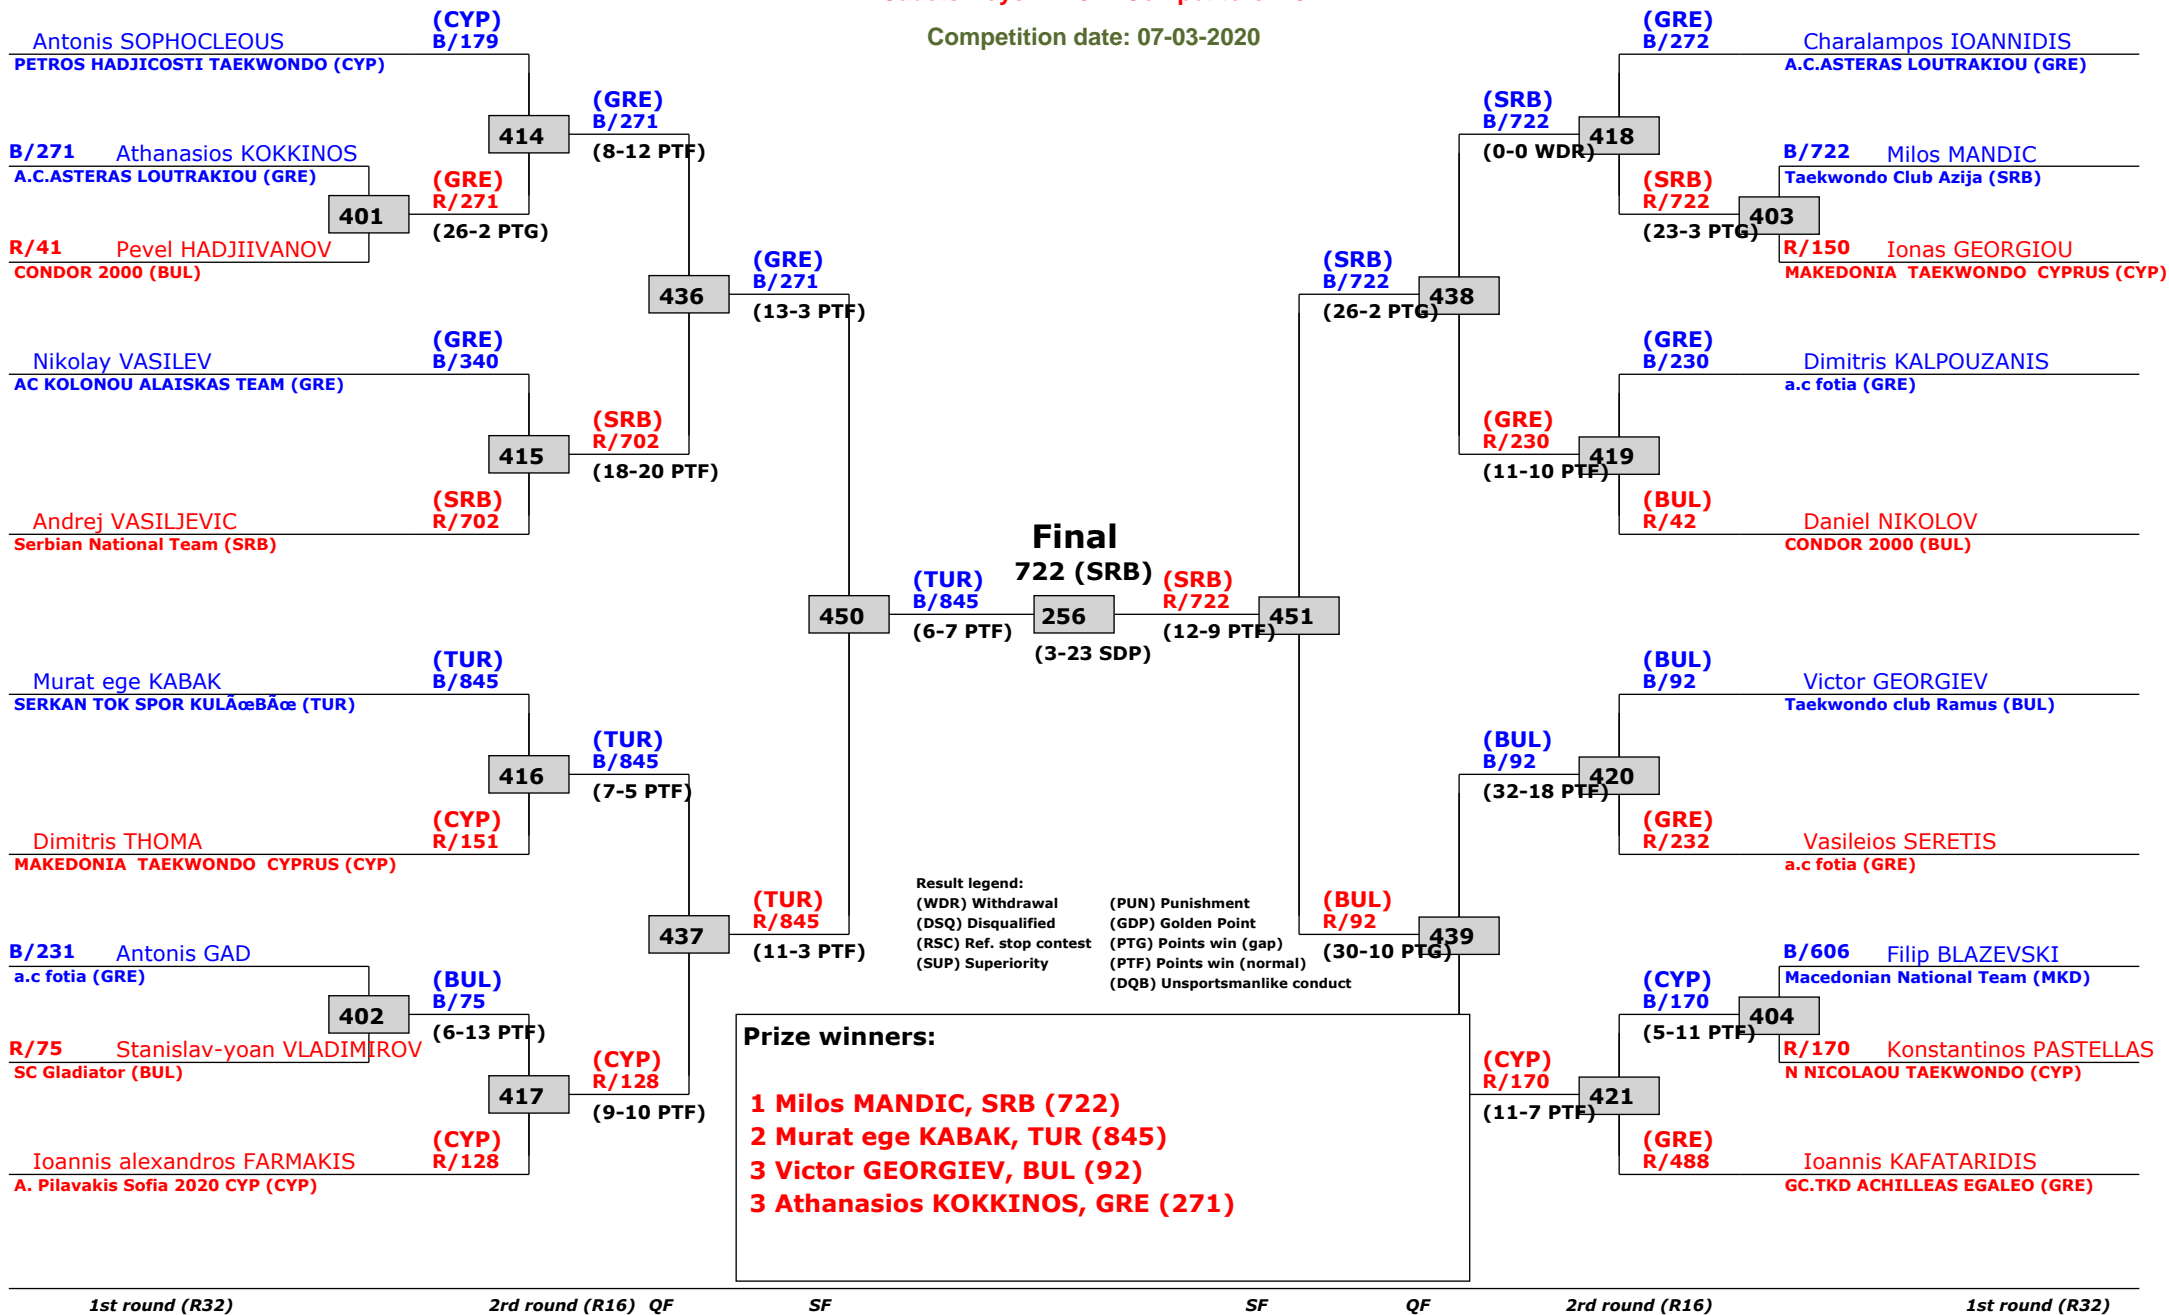 Competition date: 07-03-2020
(CYP)
Antonis SOPHOCLEOUS B/179
PETROS HADJICOSTI TAEKWONDO (CYP)
414
(GRE)
B/271
(8-12 PTF)
B/271 Athanasios KOKKINOS
A.C.ASTERAS LOUTRAKIOU (GRE)
401
(GRE)
R/271
(26-2 PTG)
R/41 Pevel HADJIIVANOV
CONDOR 2000 (BUL)
436
(GRE)
B/271
(13-3 PTF)
(GRE)
Nikolay VASILEV B/340
AC KOLONOU ALAISKAS TEAM (GRE)
415
(SRB)
R/702
(18-20 PTF)
(SRB)
Andrej VASILJEVIC R/702
Serbian National Team (SRB)
450
(TUR)
B/845
(6-7 PTF)
(TUR)
Murat ege KABAK B/845
SERKAN TOK SPOR KULÃœBÃœ (TUR)
416
(TUR)
B/845
(7-5 PTF)
(CYP)
Dimitris THOMA R/151
MAKEDONIA TAEKWONDO CYPRUS (CYP)
437
(TUR)
R/845
(11-3 PTF)
B/231 Antonis GAD
a.c fotia (GRE)
402
(BUL)
B/75
(6-13 PTF)
R/75 Stanislav-yoan VLADIMIROV
SC Gladiator (BUL)
417
(CYP)
R/128
(9-10 PTF)
(CYP)
Ioannis alexandros FARMAKIS R/128
A. Pilavakis Sofia 2020 CYP (CYP)
Final
722 (SRB)
256
(3-23 SDP)
(SRB)
R/722
(12-9 PTF)
451
(GRE)
B/272 Charalampos IOANNIDIS
A.C.ASTERAS LOUTRAKIOU (GRE)
(SRB)
B/722
(0-0 WDR)
418
B/722 Milos MANDIC
Taekwondo Club Azija (SRB)
(SRB)
R/722
(23-3 PTG)
403
R/150 Ionas GEORGIOU
MAKEDONIA TAEKWONDO CYPRUS (CYP)
(SRB)
B/722
(26-2 PTG)
438
(GRE)
B/230 Dimitris KALPOUZANIS
a.c fotia (GRE)
(GRE)
R/230
(11-10 PTF)
419
(BUL)
R/42 Daniel NIKOLOV
CONDOR 2000 (BUL)
(BUL)
B/92 Victor GEORGIEV
Taekwondo club Ramus (BUL)
(BUL)
B/92
(32-18 PTF)
420
(GRE)
R/232 Vasileios SERETIS
a.c fotia (GRE)
(BUL)
R/92
(30-10 PTG)
439
B/606 Filip BLAZEVSKI
Macedonian National Team (MKD)
(CYP)
B/170
(5-11 PTF)
404
R/170 Konstantinos PASTELLAS
N NICOLAOU TAEKWONDO (CYP)
(CYP)
R/170
(11-7 PTF)
421
(GRE)
R/488 Ioannis KAFATARIDIS
GC.TKD ACHILLEAS EGALEO (GRE)
Result legend:
(WDR) Withdrawal (PUN) Punishment
(DSQ) Disqualified (GDP) Golden Point
(RSC) Ref. stop contest (PTG) Points win (gap)
(SUP) Superiority (PTF) Points win (normal)
(DQB) Unsportsmanlike conduct
Prize winners:
1 Milos MANDIC, SRB (722)
2 Murat ege KABAK, TUR (845)
3 Victor GEORGIEV, BUL (92)
3 Athanasios KOKKINOS, GRE (271)
1st round (R32) 2rd round (R16) QF SF SF QF 2rd round (R16) 1st round (R32)